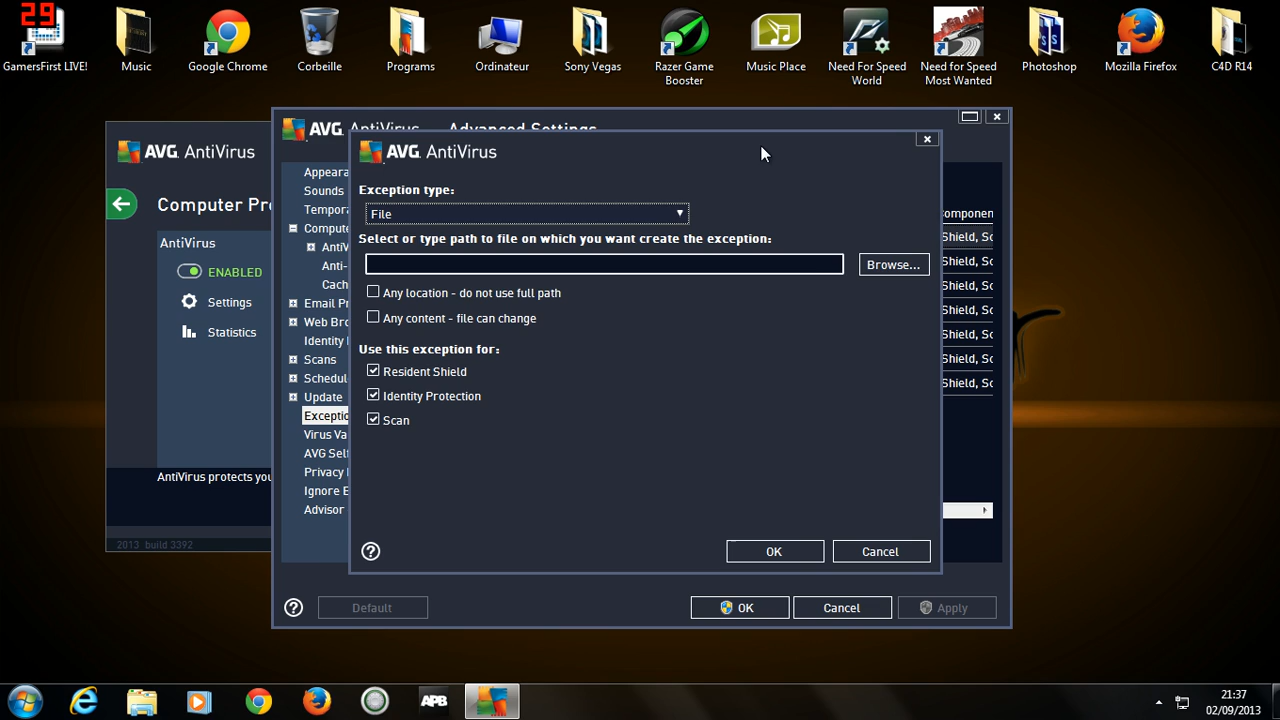 29
GamersFirst LIVE!
Music
Google Chrome
Corbeille
Programs
Ordinateur
Sony Vegas
Razer Game
Booster
Music Place
Need For Speed
World
Need for Speed
Most Wanted
Photoshop
Mozilla Firefox
C4D R14
AVG. AntiVirus
Computer Pr
AntiVirus
ENABLED
Settings
Statistics
AntiVirus protects you
2013 build 3392
AVG. AntiVirus
Advanced Settings
Appeara
Sounds
Tempora
Compute
AntiV
Anti-
Cach
Email Pr
Web Bro
Identity
Scans
Schedul
Update
Exceptio
Virus Va
AVG Sel
Privacy
Ignore E
Advisor
omponen
Shield, Sc
Shield, Sc
Shield, Sc
Shield, Sc
Shield, Sc
Shield, Sc
Shield, Sc
Default
OK
Cancel
Apply
AVG. AntiVirus
Exception type:
File
Select or type path to file on which you want create the exception:
Browse...
Any location - do not use full path
Any content - file can change
Use this exception for:
Resident Shield
Identity Protection
Scan
OK
Cancel
APB
21:37
02/09/2013